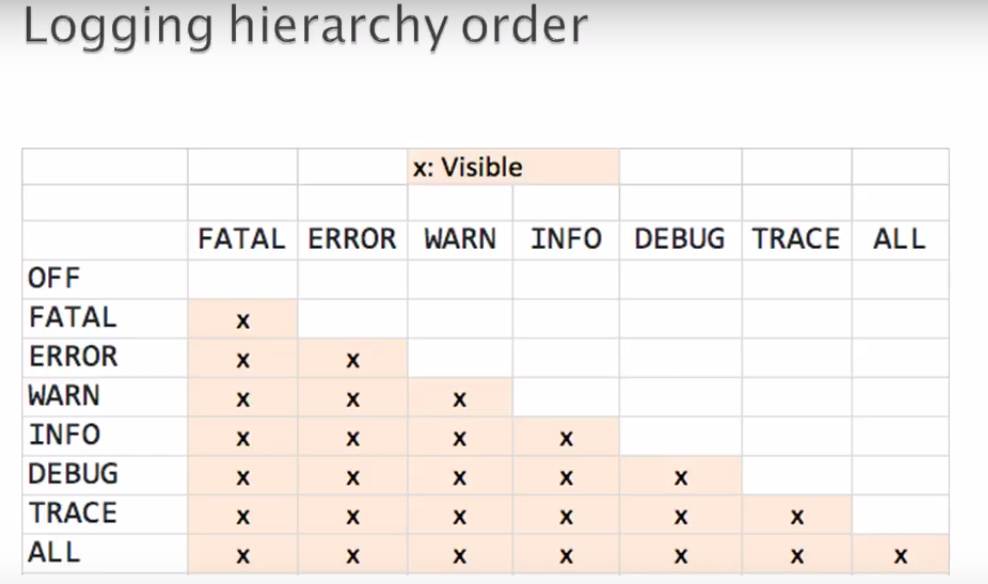 Logging hierarchy order
x: Visible
FATAL ERROR WARN INFO DEBUG TRACE ALL
OFF
FATAL x
ERROR x x
WARN x x x
INFO x x x x
DEBUG x x x x x
TRACE x x x x x x
ALL x x x x x x x